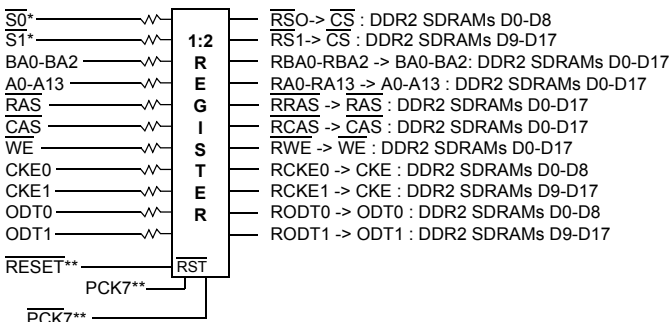 S0* RSO-> CS : DDR2 SDRAMs D0-D8
S1* 1:2 RS1-> CS : DDR2 SDRAMs D9-D17
BA0-BA2 R RBA0-RBA2 -> BA0-BA2: DDR2 SDRAMs D0-D17
A0-A13 E RA0-RA13 -> A0-A13 : DDR2 SDRAMs D0-D17
RAS G RRAS -> RAS : DDR2 SDRAMs D0-D17
CAS I RCAS -> CAS : DDR2 SDRAMs D0-D17
WE S RWE -> WE : DDR2 SDRAMs D0-D17
CKE0 T RCKE0 -> CKE : DDR2 SDRAMs D0-D8
CKE1 E RCKE1 -> CKE : DDR2 SDRAMs D9-D17
ODT0 R RODT0 -> ODT0 : DDR2 SDRAMs D0-D8
ODT1 RODT1 -> ODT1 : DDR2 SDRAMs D9-D17
RESET** RST
PCK7**
PCK7**